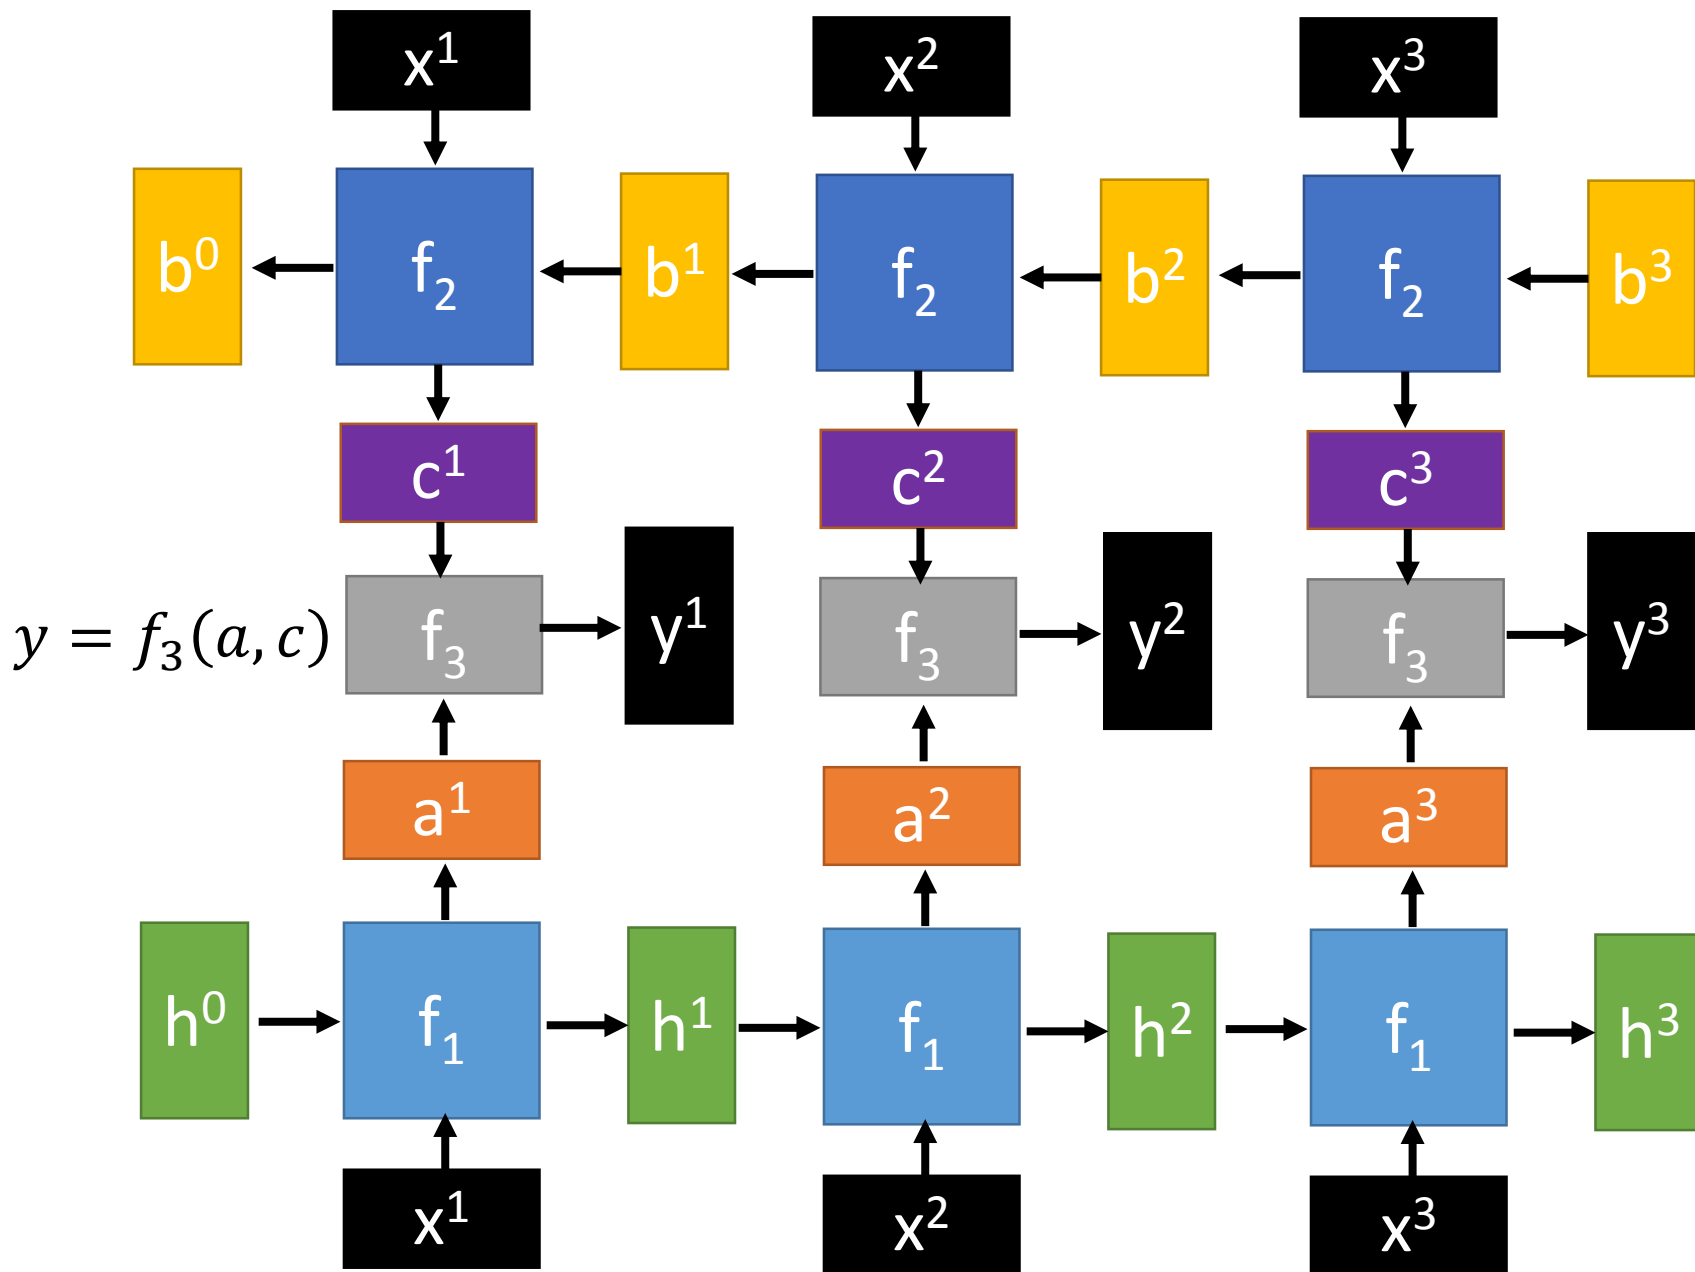 x¹ x² x³
b⁰ f₂ b¹ f₂ b² f₂ b³
c¹ c² c³
y = f₃(a, c) f₃ y¹ f₃ y² f₃ y³
a¹ a² a³
h⁰ f₁ h¹ f₁ h² f₁ h³
x¹ x² x³